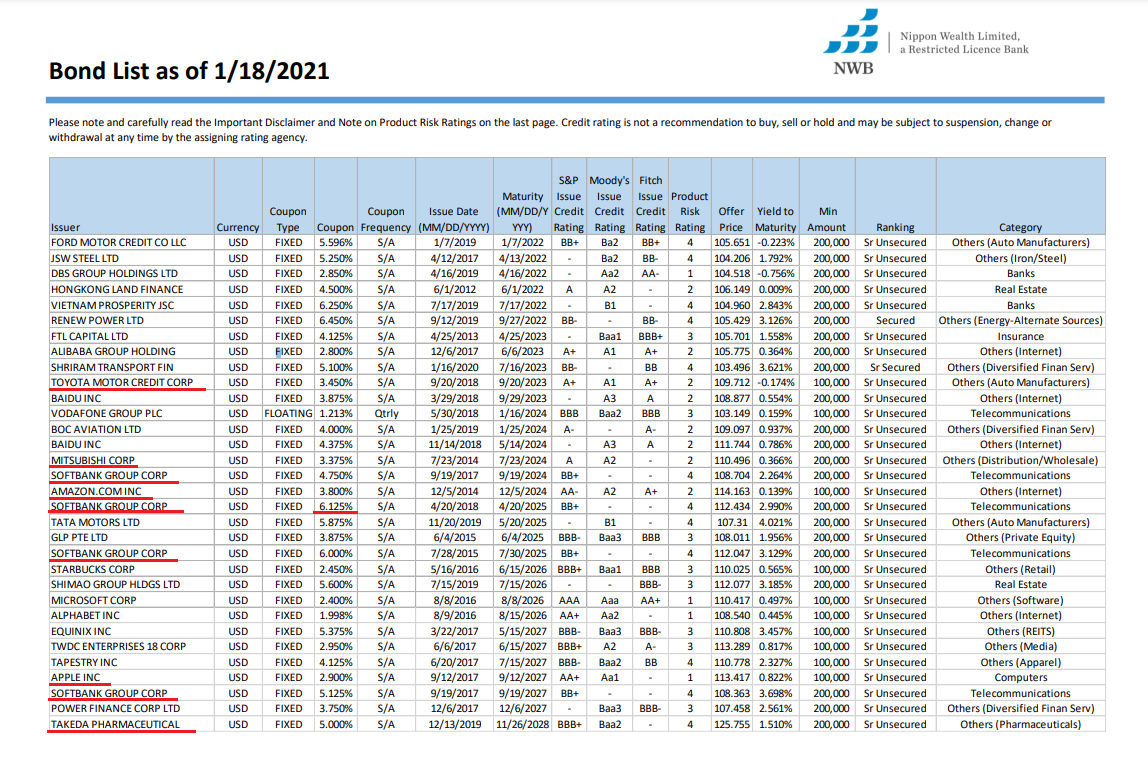 Nippon Wealth Limited,
a Restricted Licence Bank
NWB
Bond List as of 1/18/2021
Please note and carefully read the Important Disclaimer and Note on Product Risk Ratings on the last page. Credit rating is not a recommendation to buy, sell or hold and may be subject to suspension, change or
withdrawal at any time by the assigning rating agency.
Issuer Currency Coupon Type Coupon Coupon Frequency Issue Date (MM/DD/YYYY) Maturity (MM/DD/YYYY) S&P Issue Credit Rating Moody's Issue Credit Rating Fitch Issue Credit Rating Product Risk Rating Offer Price Yield to Maturity Min Amount Ranking Category
FORD MOTOR CREDIT CO LLC USD FIXED 5.596% S/A 1/7/2019 1/7/2022 BB+ Ba2 BB+ 4 105.651 -0.223% 200,000 Sr Unsecured Others (Auto Manufacturers)
JSW STEEL LTD USD FIXED 5.250% S/A 4/12/2017 4/13/2022 - Ba2 BB- 4 104.206 1.792% 200,000 Sr Unsecured Others (Iron/Steel)
DBS GROUP HOLDINGS LTD USD FIXED 2.850% S/A 4/16/2019 4/16/2022 - Aa2 AA- 1 104.518 -0.756% 200,000 Sr Unsecured Banks
HONGKONG LAND FINANCE USD FIXED 4.500% S/A 6/1/2012 6/1/2022 A A2 - 2 106.149 0.009% 200,000 Sr Unsecured Real Estate
VIETNAM PROSPERITY JSC USD FIXED 6.250% S/A 7/17/2019 7/17/2022 - B1 - 4 104.960 2.843% 200,000 Sr Unsecured Banks
RENEW POWER LTD USD FIXED 6.450% S/A 9/12/2019 9/27/2022 BB- - BB- 4 105.429 3.126% 200,000 Secured Others (Energy-Alternate Sources)
FTL CAPITAL LTD USD FIXED 4.125% S/A 4/25/2013 4/25/2023 - Baa1 BBB+ 3 105.701 1.558% 200,000 Sr Unsecured Insurance
ALIBABA GROUP HOLDING USD FIXED 2.800% S/A 12/6/2017 6/6/2023 A+ A1 A+ 2 105.775 0.364% 200,000 Sr Unsecured Others (Internet)
SHRIRAM TRANSPORT FIN USD FIXED 5.100% S/A 1/16/2020 7/16/2023 BB- - BB 4 103.496 3.621% 200,000 Sr Secured Others (Diversified Finan Serv)
TOYOTA MOTOR CREDIT CORP USD FIXED 3.450% S/A 9/20/2018 9/20/2023 A+ A1 A+ 2 109.712 -0.174% 100,000 Sr Unsecured Others (Auto Manufacturers)
BAIDU INC USD FIXED 3.875% S/A 3/29/2018 9/29/2023 - A3 A 2 108.877 0.554% 200,000 Sr Unsecured Others (Internet)
VODAFONE GROUP PLC USD FLOATING 1.213% Qtrly 5/30/2018 1/16/2024 BBB Baa2 BBB 3 103.149 0.159% 100,000 Sr Unsecured Telecommunications
BOC AVIATION LTD USD FIXED 4.000% S/A 1/25/2019 1/25/2024 A- - A- 2 109.097 0.937% 200,000 Sr Unsecured Others (Diversified Finan Serv)
BAIDU INC USD FIXED 4.375% S/A 11/14/2018 5/14/2024 - A3 A 2 111.744 0.786% 200,000 Sr Unsecured Others (Internet)
MITSUBISHI CORP USD FIXED 3.375% S/A 7/23/2014 7/23/2024 A A2 - 2 110.496 0.366% 200,000 Sr Unsecured Others (Distribution/Wholesale)
SOFTBANK GROUP CORP USD FIXED 4.750% S/A 9/19/2017 9/19/2024 BB+ - - 4 108.704 2.264% 200,000 Sr Unsecured Telecommunications
AMAZON.COM INC USD FIXED 3.800% S/A 12/5/2014 12/5/2024 AA- A2 A+ 2 114.163 0.139% 100,000 Sr Unsecured Others (Internet)
SOFTBANK GROUP CORP USD FIXED 6.125% S/A 4/20/2018 4/20/2025 BB+ - - 4 112.434 2.990% 200,000 Sr Unsecured Telecommunications
TATA MOTORS LTD USD FIXED 5.875% S/A 11/20/2019 5/20/2025 - B1 - 4 107.31 4.021% 200,000 Sr Unsecured Others (Auto Manufacturers)
GLP PTE LTD USD FIXED 3.875% S/A 6/4/2015 6/4/2025 BBB- Baa3 BBB 3 108.011 1.956% 200,000 Sr Unsecured Others (Private Equity)
SOFTBANK GROUP CORP USD FIXED 6.000% S/A 7/28/2015 7/30/2025 BB+ - - 4 112.047 3.129% 200,000 Sr Unsecured Telecommunications
STARBUCKS CORP USD FIXED 2.450% S/A 5/16/2016 6/15/2026 BBB+ Baa1 BBB 3 110.025 0.565% 100,000 Sr Unsecured Others (Retail)
SHIMAO GROUP HLDGS LTD USD FIXED 5.600% S/A 7/15/2019 7/15/2026 - - BBB- 3 112.077 3.185% 200,000 Sr Unsecured Real Estate
MICROSOFT CORP USD FIXED 2.400% S/A 8/8/2016 8/8/2026 AAA Aaa AA+ 1 110.417 0.497% 100,000 Sr Unsecured Others (Software)
ALPHABET INC USD FIXED 1.998% S/A 8/9/2016 8/15/2026 AA+ Aa2 - 1 108.540 0.445% 100,000 Sr Unsecured Others (Internet)
EQUINIX INC USD FIXED 5.375% S/A 3/22/2017 5/15/2027 BBB- Baa3 BBB- 3 110.808 3.457% 100,000 Sr Unsecured Others (REITS)
TWDC ENTERPRISES 18 CORP USD FIXED 2.950% S/A 6/6/2017 6/15/2027 BBB+ A2 A- 3 113.289 0.817% 100,000 Sr Unsecured Others (Media)
TAPESTRY INC USD FIXED 4.125% S/A 6/20/2017 7/15/2027 BBB- Baa2 BB 4 110.778 2.327% 100,000 Sr Unsecured Others (Apparel)
APPLE INC USD FIXED 2.900% S/A 9/12/2017 9/12/2027 AA+ Aa1 - 1 113.417 0.822% 100,000 Sr Unsecured Computers
SOFTBANK GROUP CORP USD FIXED 5.125% S/A 9/19/2017 9/19/2027 BB+ - - 4 108.363 3.698% 200,000 Sr Unsecured Telecommunications
POWER FINANCE CORP LTD USD FIXED 3.750% S/A 12/6/2017 12/6/2027 - Baa3 BBB- 3 107.458 2.561% 200,000 Sr Unsecured Others (Diversified Finan Serv)
TAKEDA PHARMACEUTICAL USD FIXED 5.000% S/A 12/13/2019 11/26/2028 BBB+ Baa2 - 4 125.755 1.510% 200,000 Sr Unsecured Others (Pharmaceuticals)